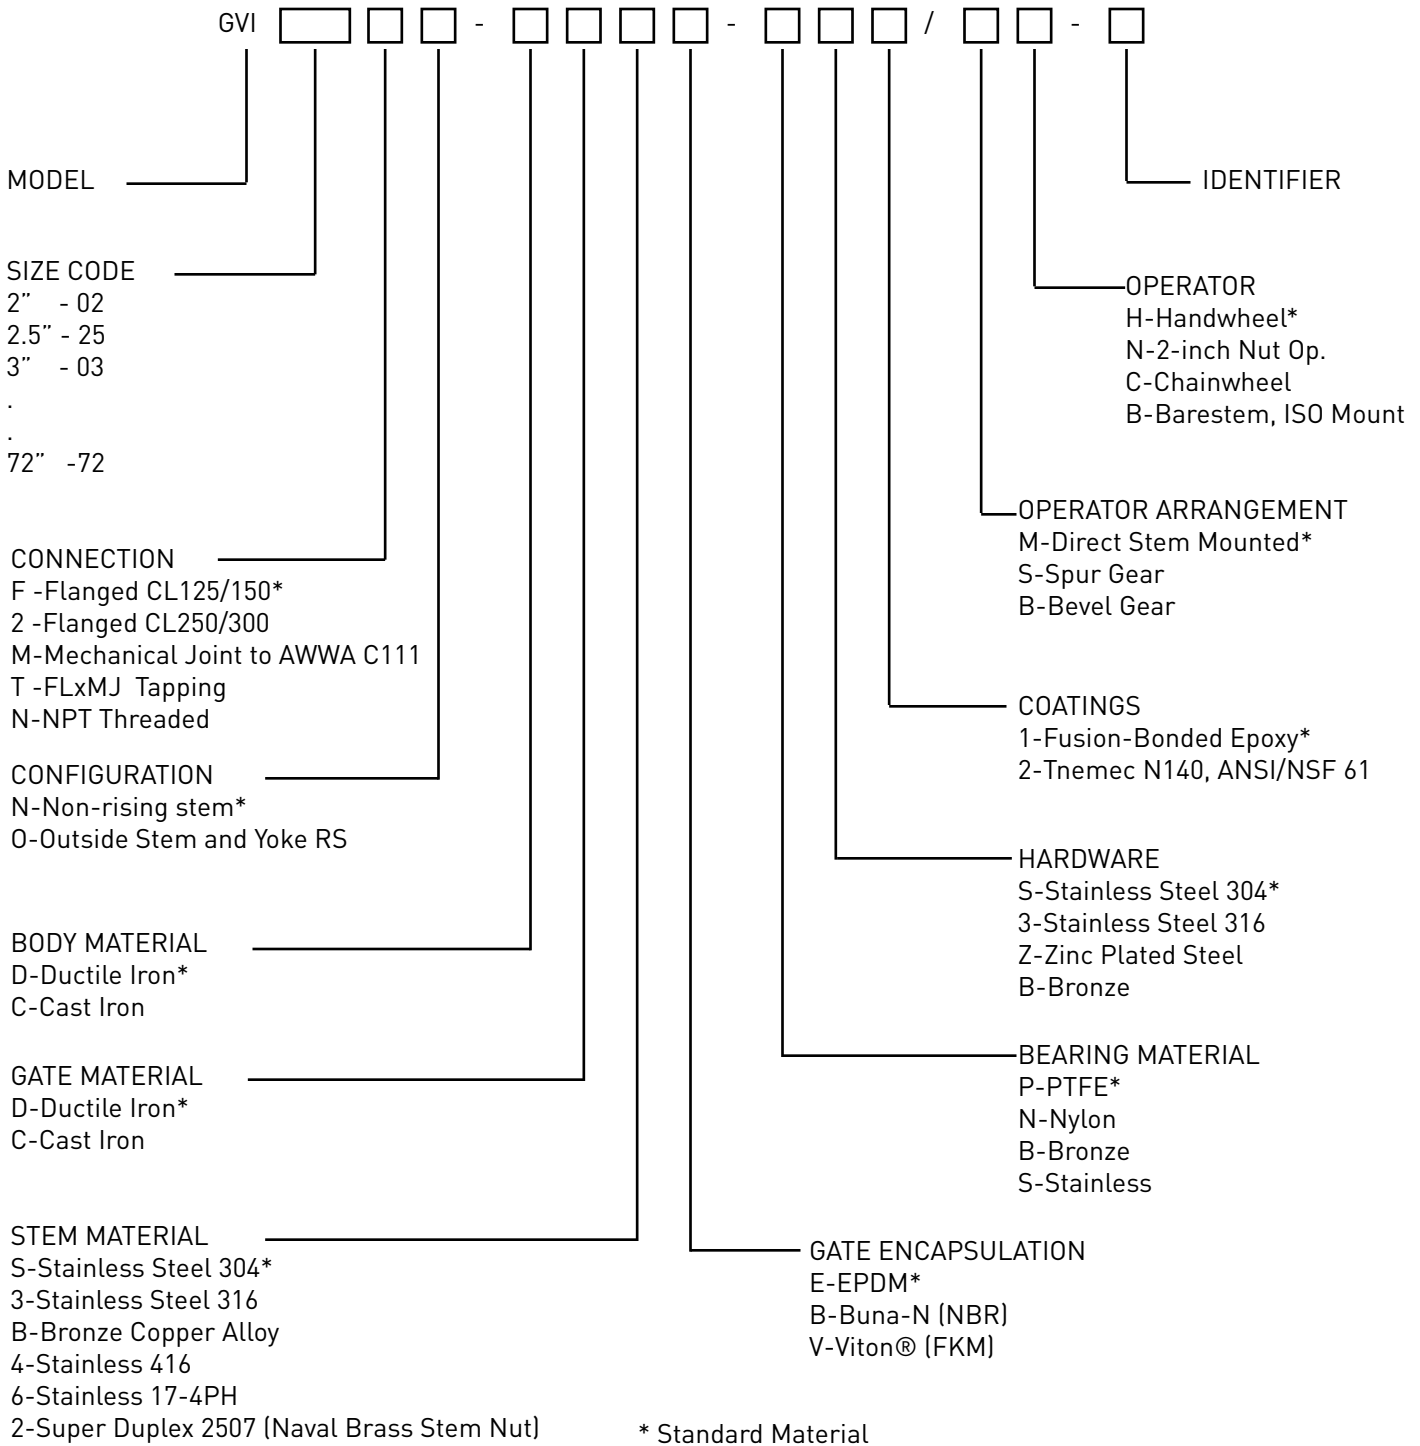 GVI - - / -
MODEL
IDENTIFIER
SIZE CODE
2” - 02
2.5” - 25
3” - 03
.
.
72” -72
OPERATOR
H-Handwheel*
N-2-inch Nut Op.
C-Chainwheel
B-Barestem, ISO Mount
OPERATOR ARRANGEMENT
M-Direct Stem Mounted*
S-Spur Gear
B-Bevel Gear
CONNECTION
F -Flanged CL125/150*
2 -Flanged CL250/300
M-Mechanical Joint to AWWA C111
T -FLxMJ Tapping
N-NPT Threaded
COATINGS
1-Fusion-Bonded Epoxy*
2-Tnemec N140, ANSI/NSF 61
CONFIGURATION
N-Non-rising stem*
O-Outside Stem and Yoke RS
HARDWARE
S-Stainless Steel 304*
3-Stainless Steel 316
Z-Zinc Plated Steel
B-Bronze
BODY MATERIAL
D-Ductile Iron*
C-Cast Iron
BEARING MATERIAL
P-PTFE*
N-Nylon
B-Bronze
S-Stainless
GATE MATERIAL
D-Ductile Iron*
C-Cast Iron
STEM MATERIAL
S-Stainless Steel 304*
3-Stainless Steel 316
B-Bronze Copper Alloy
4-Stainless 416
6-Stainless 17-4PH
2-Super Duplex 2507 (Naval Brass Stem Nut)
GATE ENCAPSULATION
E-EPDM*
B-Buna-N (NBR)
V-Viton® (FKM)
* Standard Material